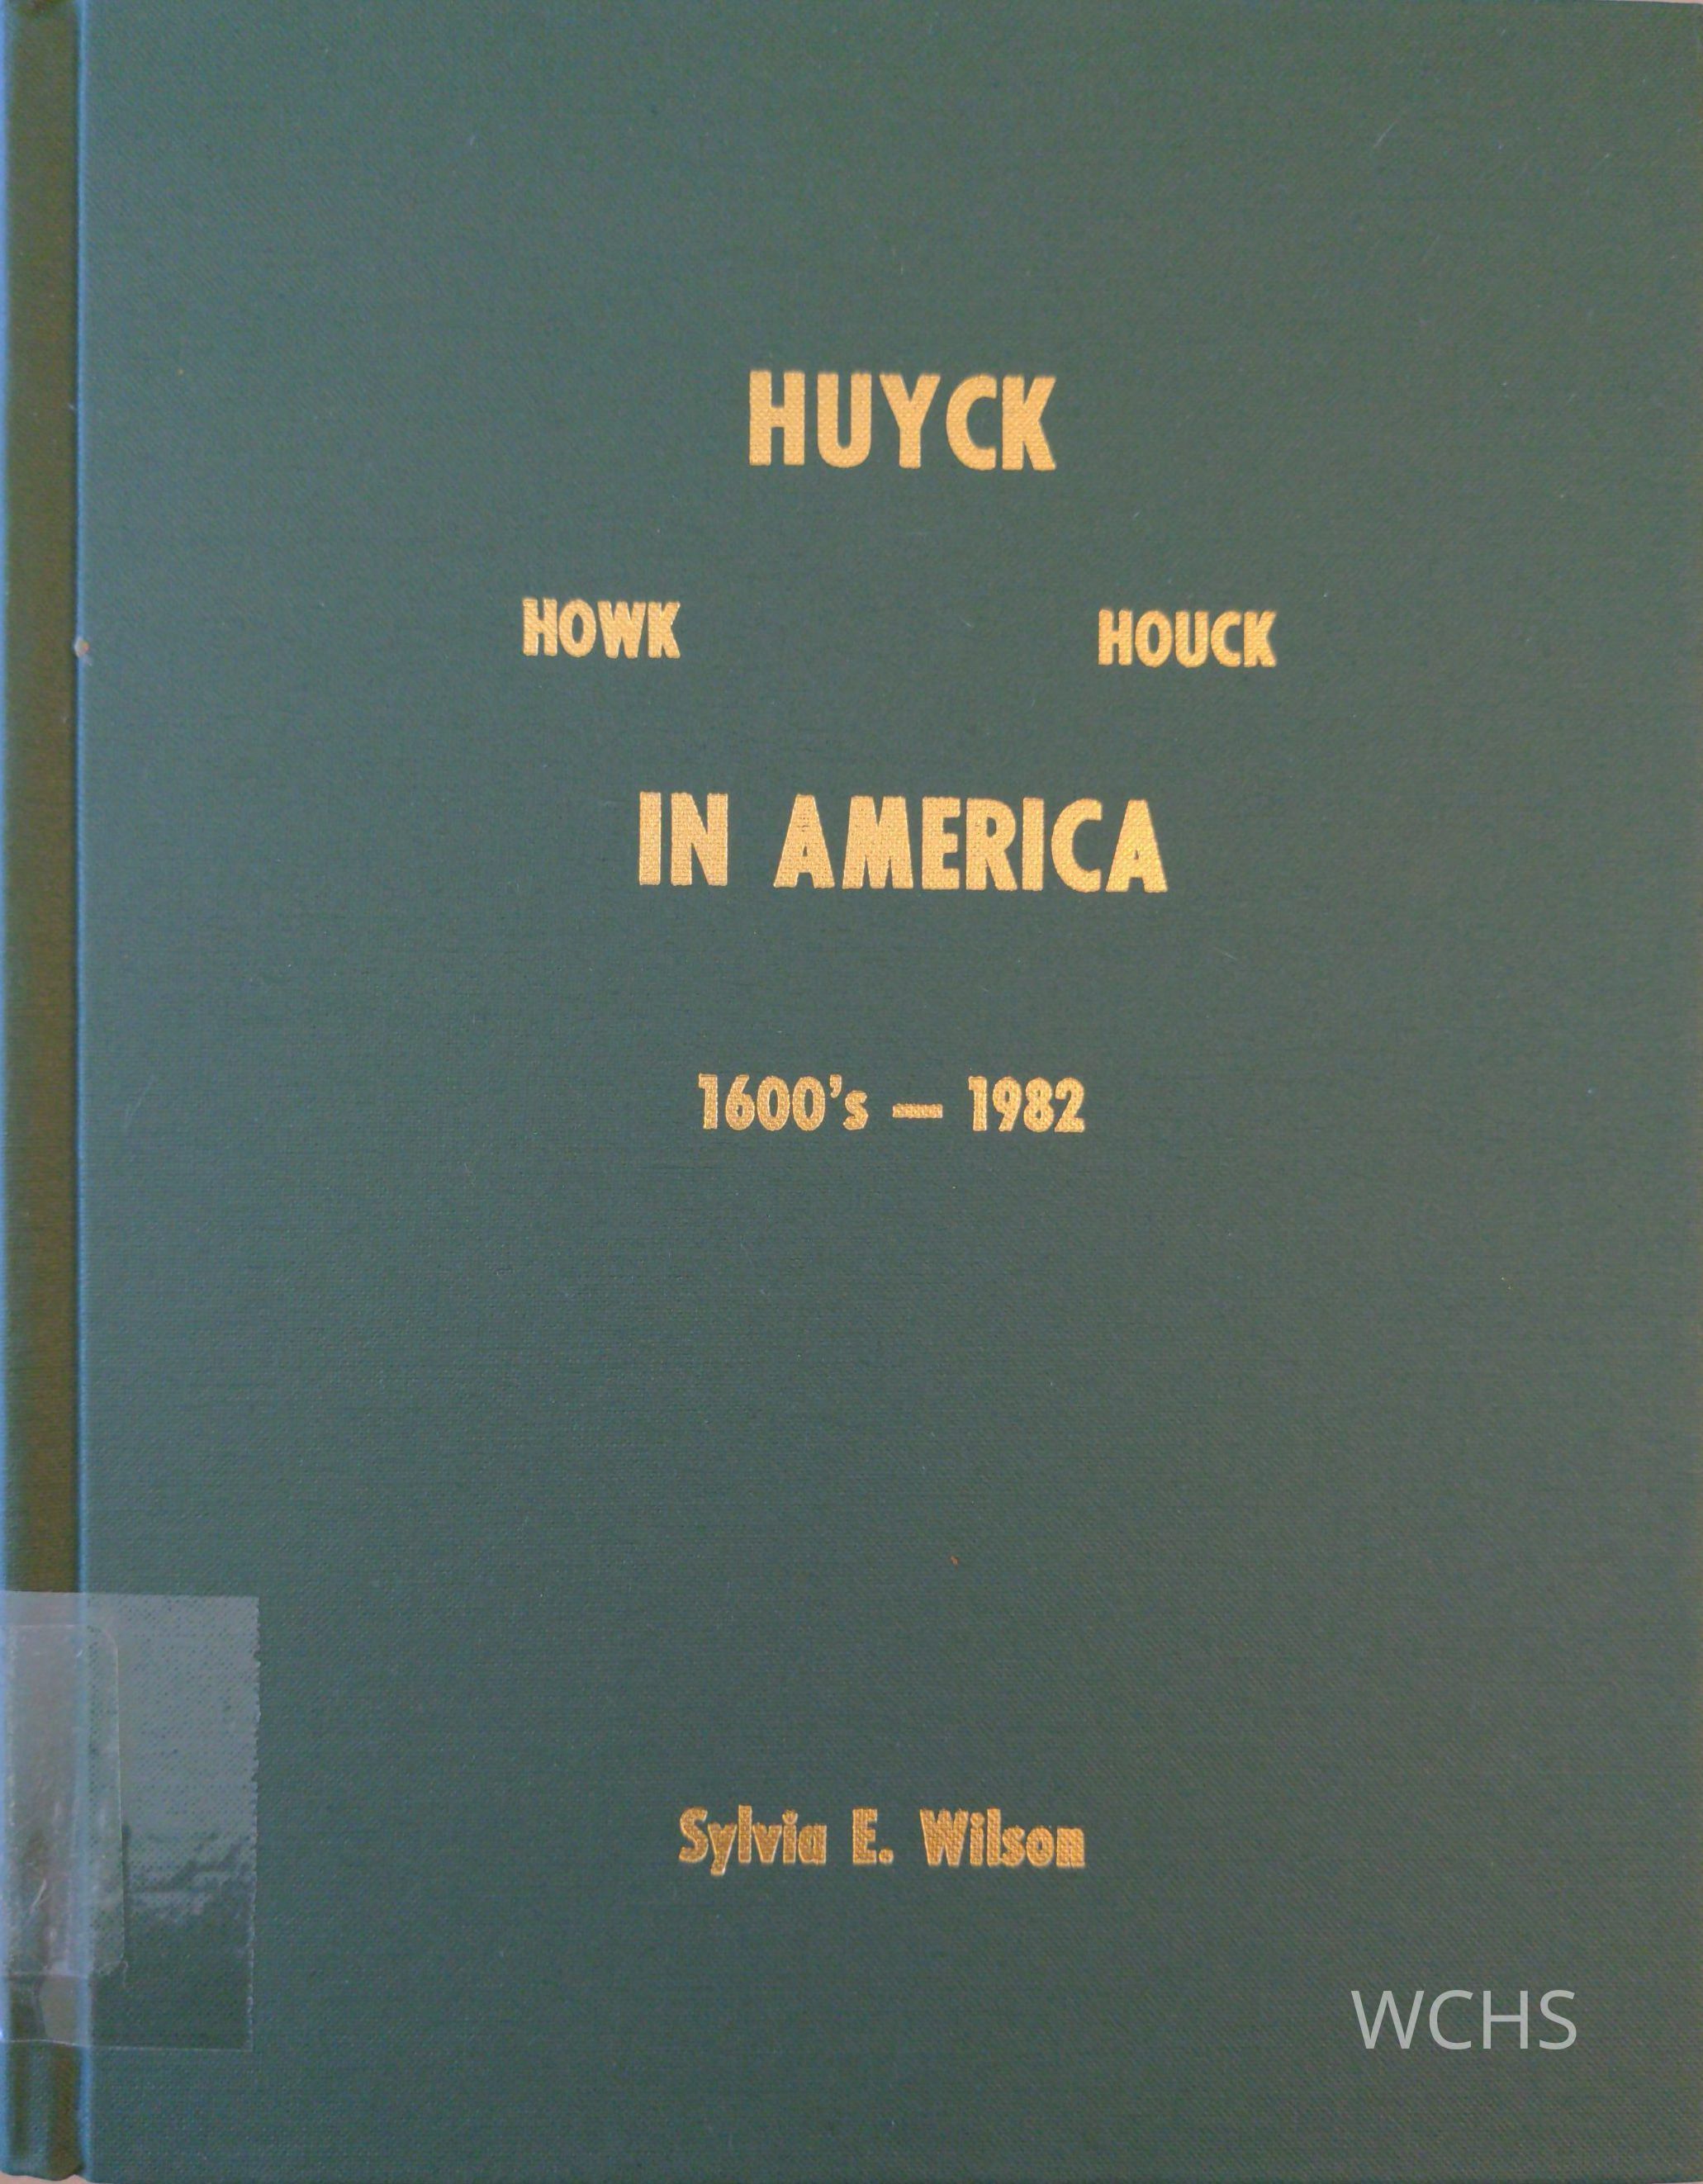 HUYCK
HOWK HOUCK
IN AMERICA
1600's — 1982
Sylvia E. Wilson
WCHS